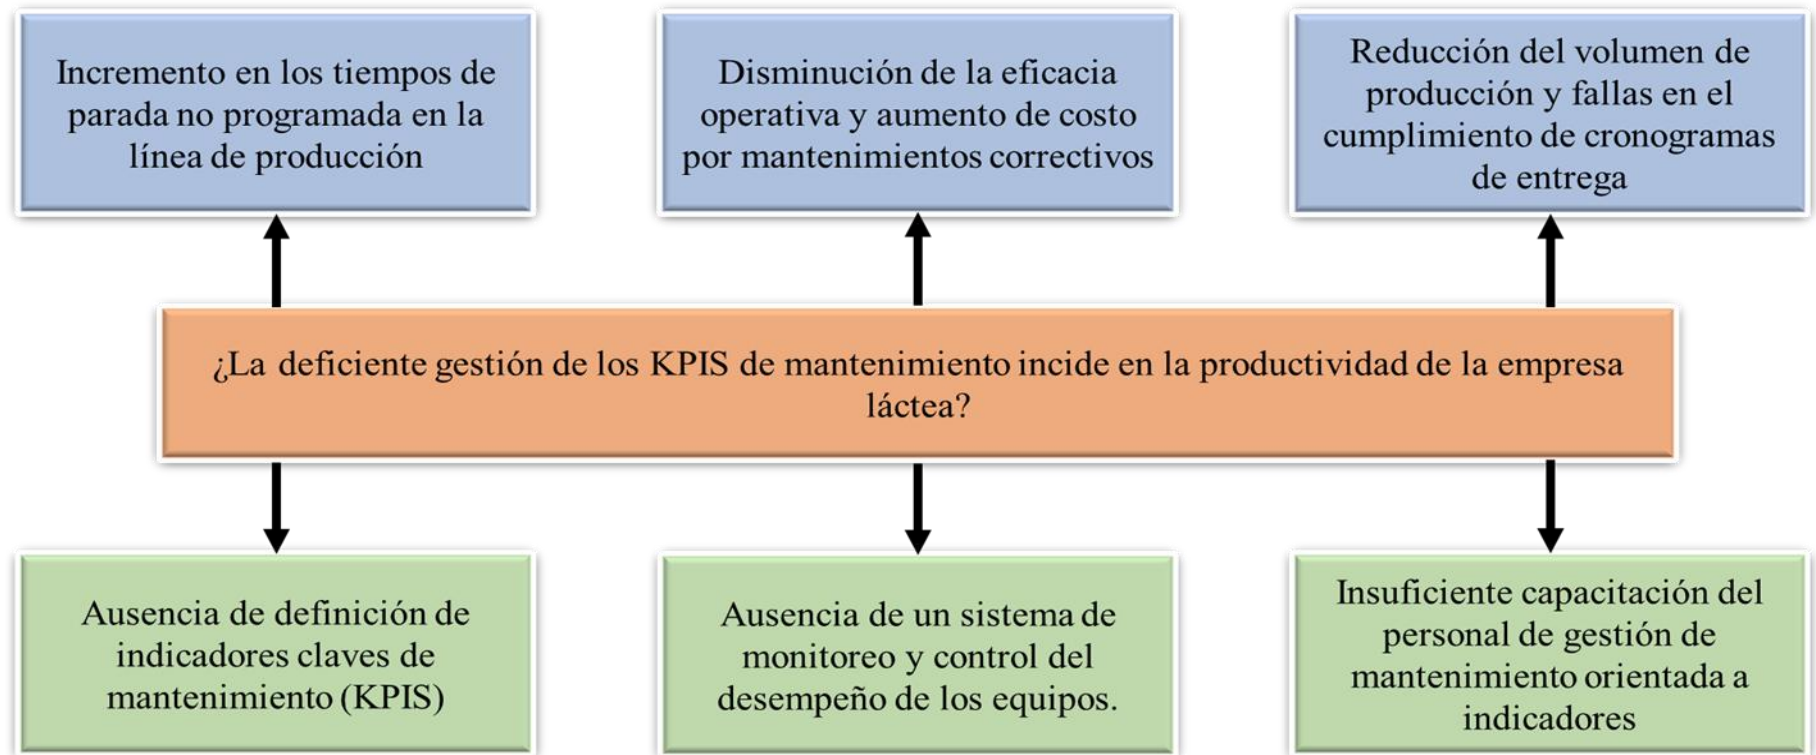 Incremento en los tiempos de
parada no programada en la
línea de producción
Disminución de la eficacia
operativa y aumento de costo
por mantenimientos correctivos
Reducción del volumen de
producción y fallas en el
cumplimiento de cronogramas
de entrega
¿La deficiente gestión de los KPIS de mantenimiento incide en la productividad de la empresa
láctea?
Ausencia de definición de
indicadores claves de
mantenimiento (KPIS)
Ausencia de un sistema de
monitoreo y control del
desempeño de los equipos.
Insuficiente capacitación del
personal de gestión de
mantenimiento orientada a
indicadores